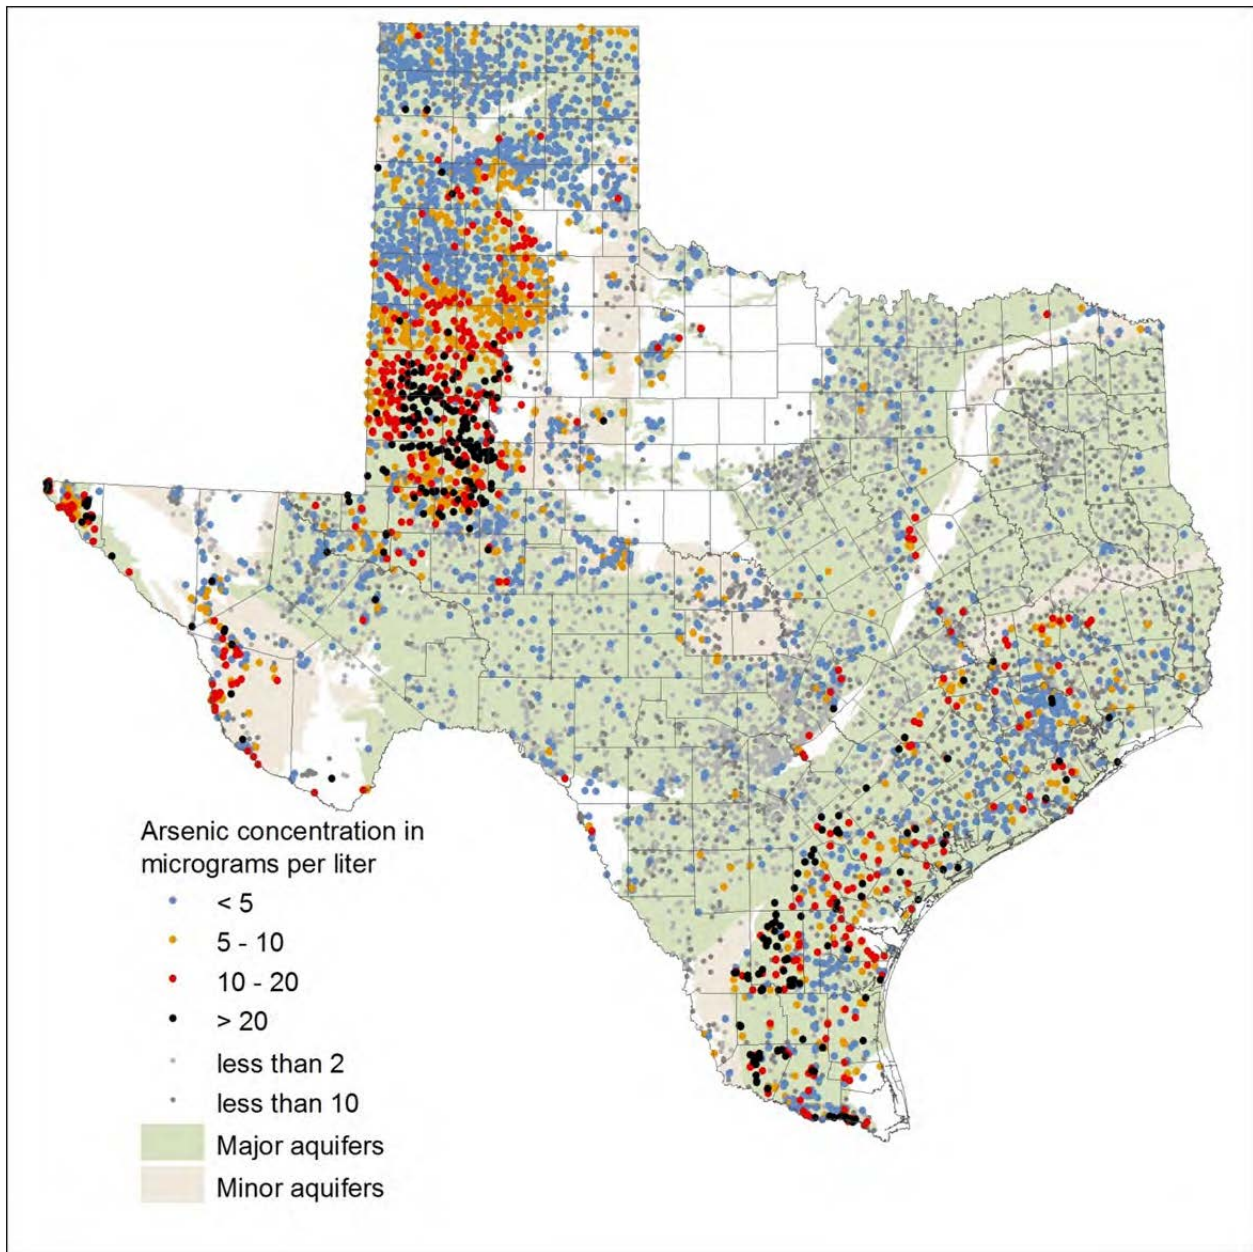 Arsenic concentration in
micrograms per liter
< 5
5 - 10
10 - 20
> 20
less than 2
less than 10
Major aquifers
Minor aquifers